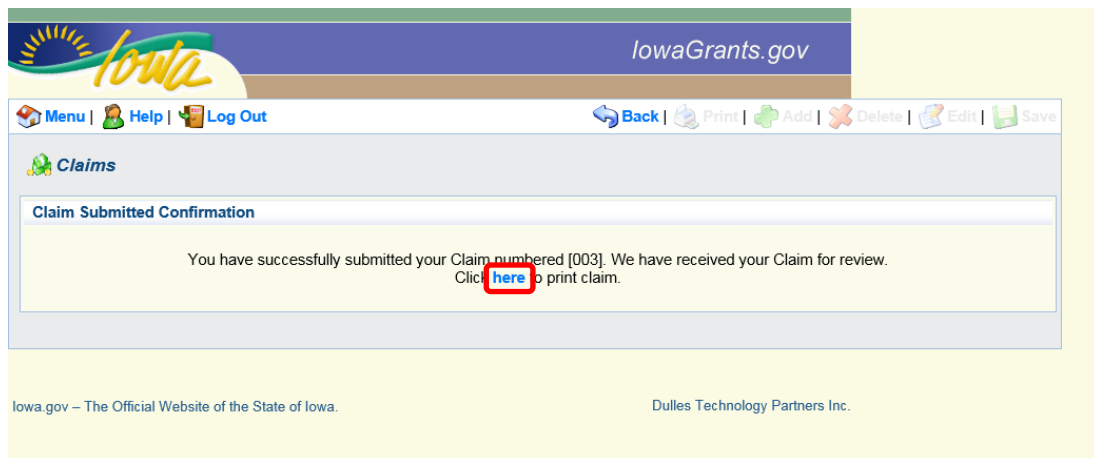 Iowa
IowaGrants.gov
Menu | Help | Log Out
Back | Print | Add | Delete | Edit | Save
Claims
Claim Submitted Confirmation
You have successfully submitted your Claim numbered [003]. We have received your Claim for review.
Click here to print claim.
Iowa.gov – The Official Website of the State of Iowa.
Dulles Technology Partners Inc.